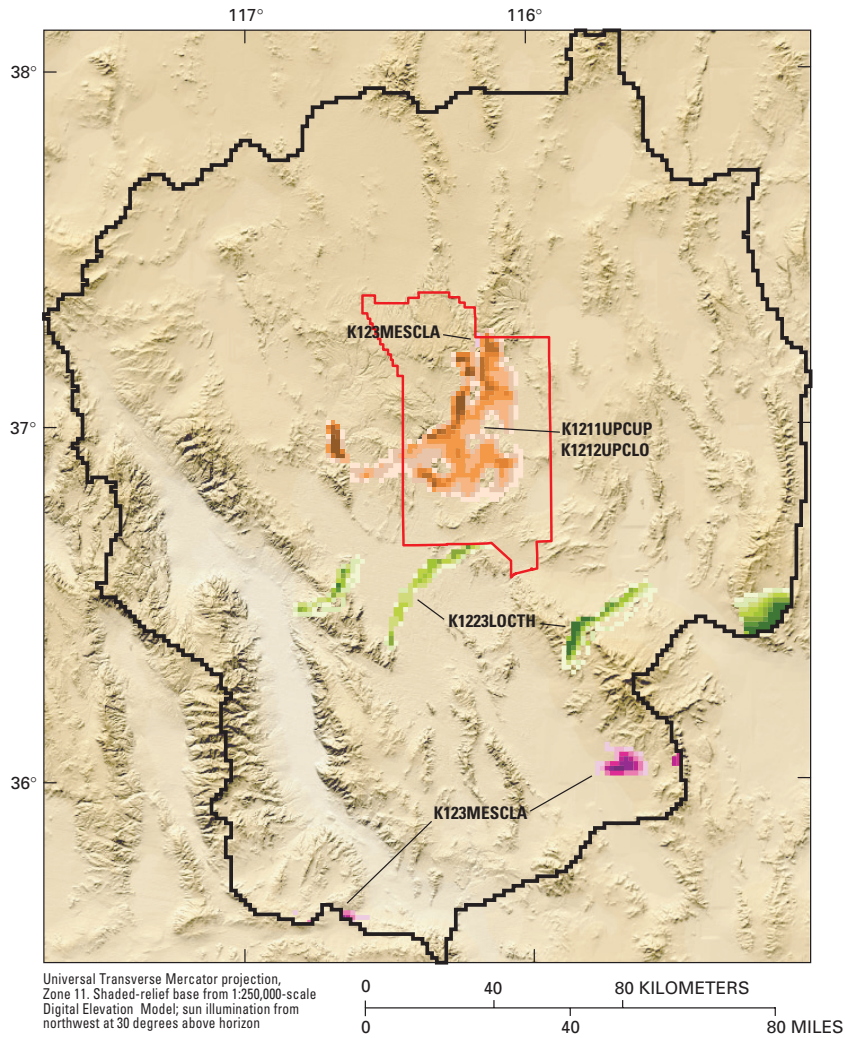 117° 116°
38°
K123MESCLA
37°
K1211UPCUP
K1212UPCLO
K1223LOCTH
36°
K123MESCLA
Universal Transverse Mercator projection,
Zone 11. Shaded-relief base from 1:250,000-scale
Digital Elevation Model; sun illumination from
northwest at 30 degrees above horizon
0 40 80 KILOMETERS
0 40 80 MILES